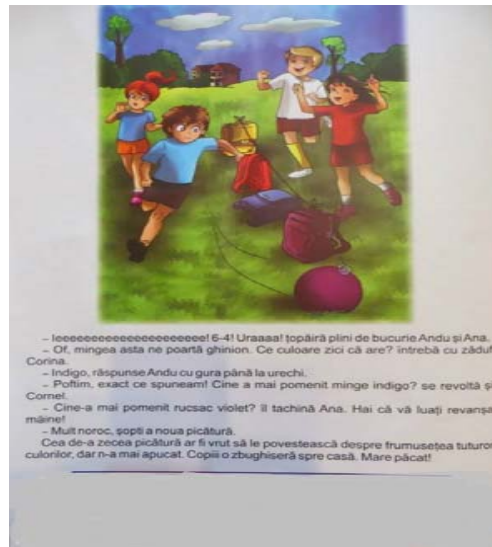 – Ieeeeeeeeeeeeeeeeeeeeee! 6-4! Uraaaa! țopăiră plini de bucurie Andu și Ana.
– Of, mingea asta ne poartă ghinion. Ce culoare zici că are? întrebă cu zăduf
Corina.
– Indigo, răspunse Andu cu gura până la urechi.
– Poftim, exact ce spuneam! Cine a mai pomenit minge indigo? se revoltă și
Cornel.
– Cine-a mai pomenit rucsac violet? îl tachină Ana. Hai că vă luați revanșa
mâine!
– Mult noroc, șopti a noua picătură.
Cea de-a zecea picătură ar fi vrut să le povestească despre frumusețea tuturor
culorilor, dar n-a mai apucat. Copiii o zbughiseră spre casă. Mare păcat!